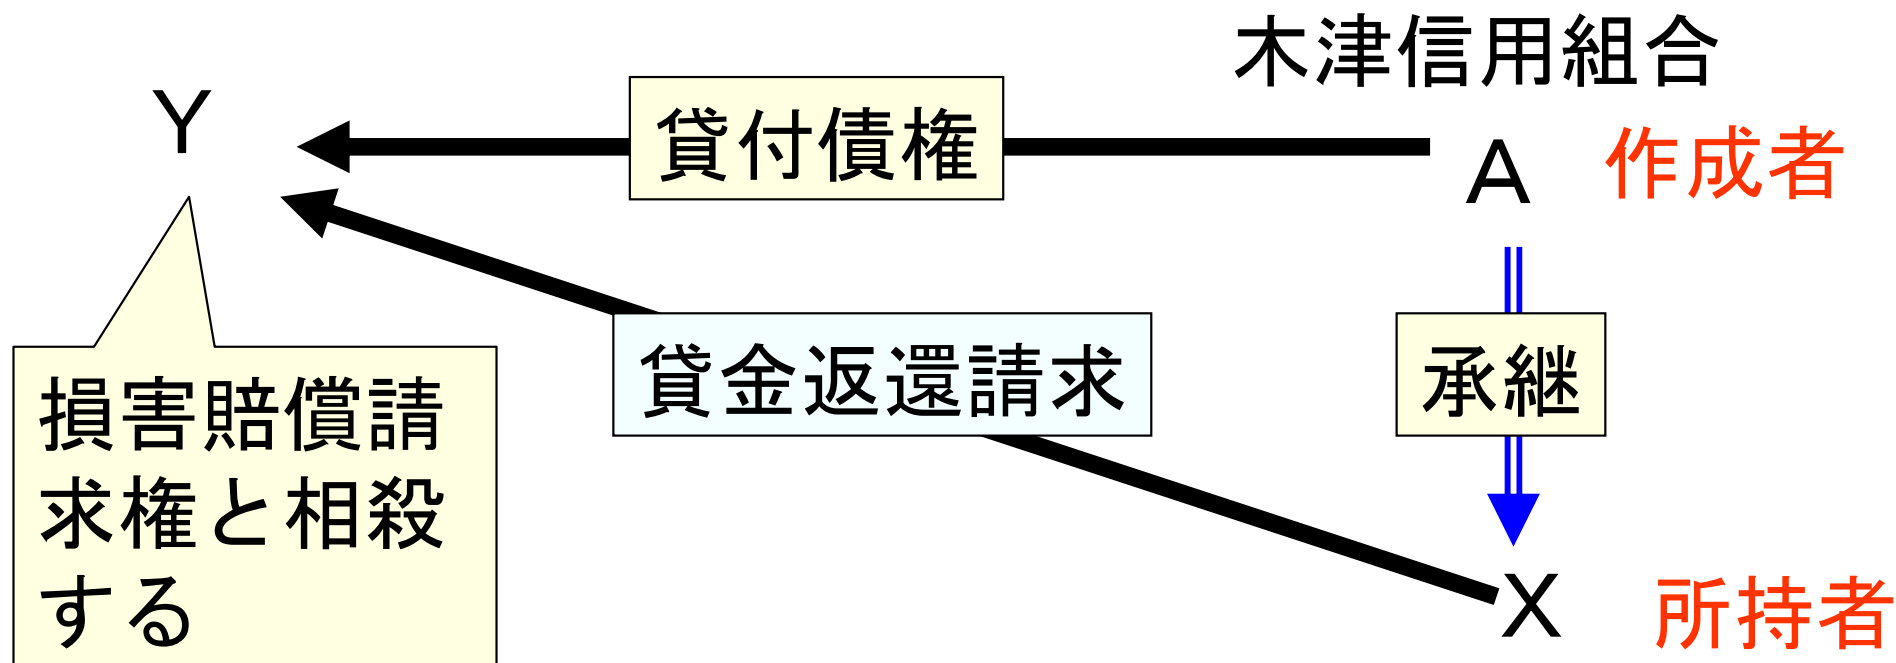 木津信用組合
Y
貸付債権
A
作成者
貸金返還請求
承継
損害賠償請
求権と相殺
する
X
所持者